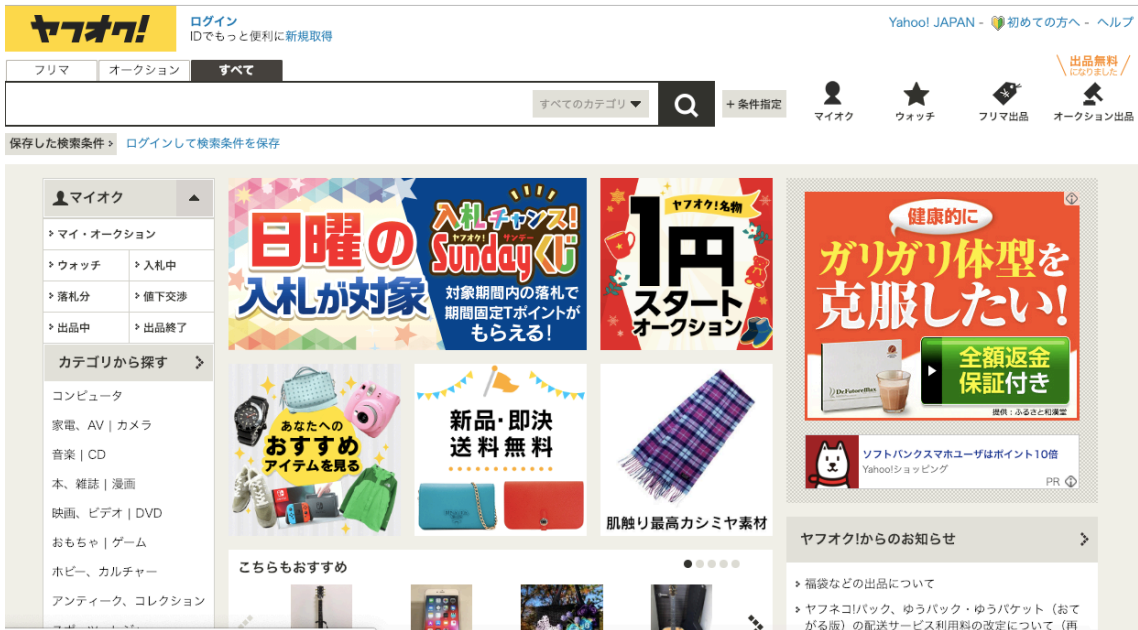 ヤフオク!
ログイン
IDでもっと便利に新規取得
Yahoo! JAPAN - 初めての方へ - ヘルプ
フリマ
オークション
すべて
出品無料
になりました
すべてのカテゴリ
+条件指定
マイオク
ウォッチ
フリマ出品
オークション出品
保存した検索条件
ログインして検索条件を保存
マイオク
マイ・オークション
ウォッチ
入札中
落札分
値下交渉
出品中
出品終了
カテゴリから探す
コンピュータ
家電、AV | カメラ
音楽 | CD
本、雑誌 | 漫画
映画、ビデオ | DVD
おもちゃ | ゲーム
ホビー、カルチャー
アンティーク、コレクション
日曜の
入札が対象
入札チャンス!
ヤフオク! サンデー
Sundayくじ
対象期間内の落札で
期間固定Tポイントが
もらえる!
ヤフオク!名物
1円
スタート
オークション
あなたへの
おすすめ
アイテムを見る
新品・即決
送料無料
肌触り最高カシミヤ素材
こちらもおすすめ
健康的に
ガリガリ体型を
克服したい!
全額返金
保証付き
提供:ふるさと和漢堂
ソフトバンクスマホユーザはポイント10倍
Yahoo!ショッピング
PR
ヤフオク!からのお知らせ
福袋などの出品について
ヤフネコ!パック、ゆうパック・ゆうパケット(おて
がる版)の配送サービス利用料の改定について(再